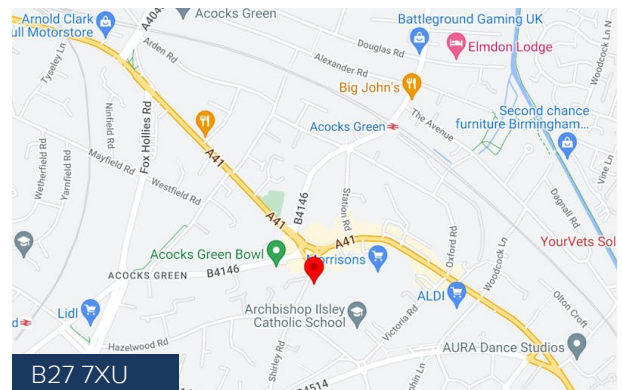 Arnold Clark
ull Motorstore
Acocks Green
Battleground Gaming UK
Douglas Rd
Elmdon Lodge
Woodcock Ln N
Tyseley Ln
Arden Rd
Alexander Rd
Big John's
The Avenue
Second chance
furniture Birmingham...
Ninfield Rd
Fox Hollies Rd
A41
Acocks Green
Vine Ln
Mayfield Rd
Westfield Rd
Wetherfield Rd
Yarnfield Rd
B4146
Station Rd
Dagnall Rd
A41
A41
Oxford Rd
Woodcock Ln
YourVets Sol
Acocks Green Bowl
Morrisons
ACOCKS GREEN
B4146
Lidl
d
Archbishop Ilsley
Catholic School
ALDI
Victoria Rd
Olton Croft
Hazelwood Rd
Shirley Rd
AURA Dance Studios
B4514
phin Ln
B27 7XU